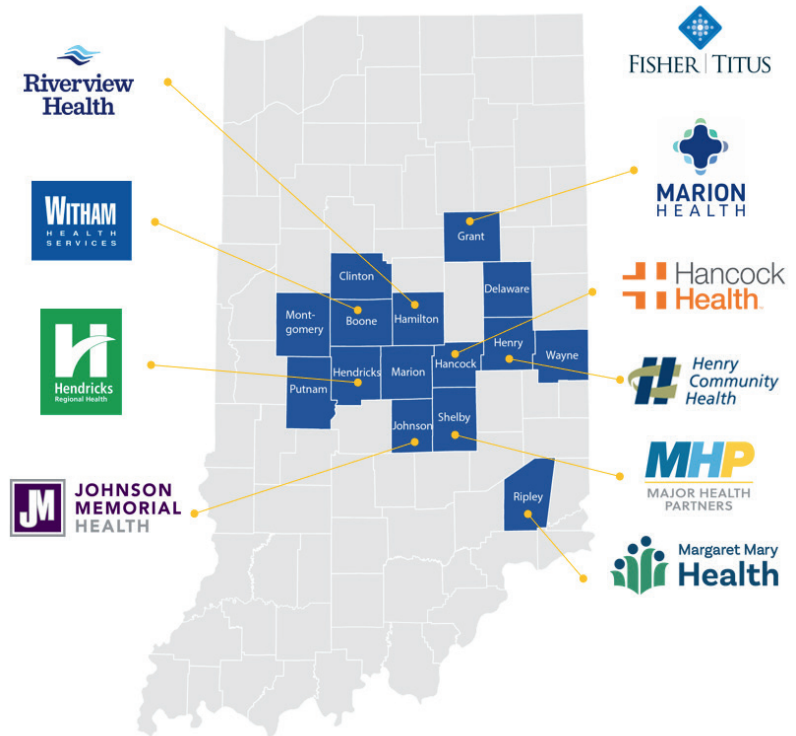 Riverview
Health
WITHAM
HEALTH
SERVICES
Hendricks
Regional Health
JM
JOHNSON
MEMORIAL
HEALTH
Grant
Clinton
Delaware
Mont-
gomery
Boone
Hamilton
Henry
Wayne
Hendricks
Marion
Hancock
Putnam
Johnson
Shelby
Ripley
FISHER | TITUS
MARION
HEALTH
Hancock
Health™
Henry
Community
Health
MHP
MAJOR HEALTH
PARTNERS
Margaret Mary
Health